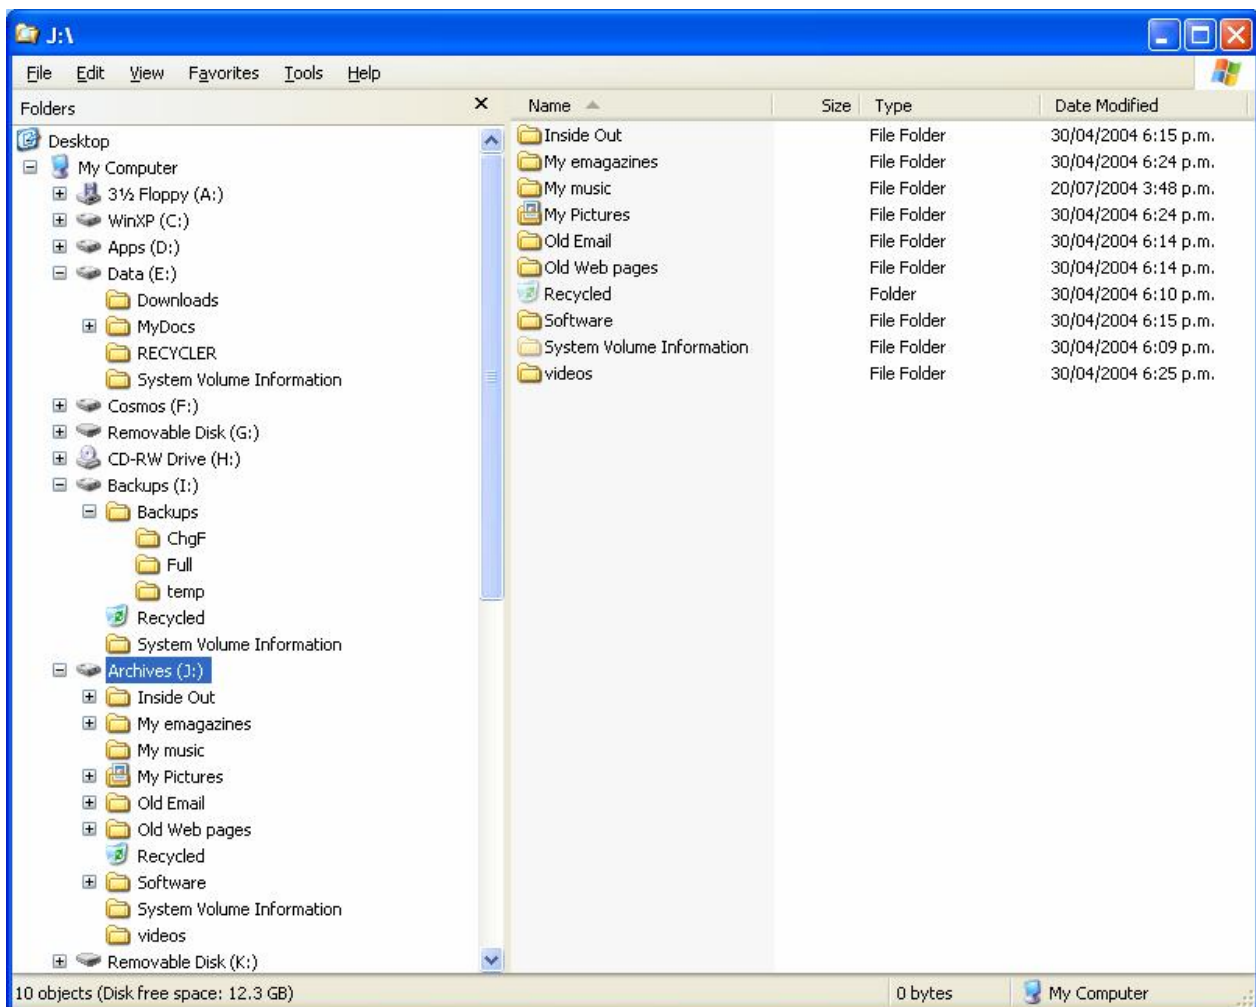 J:\
File Edit View Favorites Tools Help
Folders
Desktop
My Computer
3½ Floppy (A:)
WinXP (C:)
Apps (D:)
Data (E:)
Downloads
MyDocs
RECYCLER
System Volume Information
Cosmos (F:)
Removable Disk (G:)
CD-RW Drive (H:)
Backups (I:)
Backups
ChgF
Full
temp
Recycled
System Volume Information
Archives (J:)
Inside Out
My emagazines
My music
My Pictures
Old Email
Old Web pages
Recycled
Software
System Volume Information
videos
Removable Disk (K:)
Name Size Type Date Modified
Inside Out File Folder 30/04/2004 6:15 p.m.
My emagazines File Folder 30/04/2004 6:24 p.m.
My music File Folder 20/07/2004 3:48 p.m.
My Pictures File Folder 30/04/2004 6:24 p.m.
Old Email File Folder 30/04/2004 6:14 p.m.
Old Web pages File Folder 30/04/2004 6:14 p.m.
Recycled Folder 30/04/2004 6:10 p.m.
Software File Folder 30/04/2004 6:15 p.m.
System Volume Information File Folder 30/04/2004 6:09 p.m.
videos File Folder 30/04/2004 6:25 p.m.
10 objects (Disk free space: 12.3 GB) 0 bytes My Computer